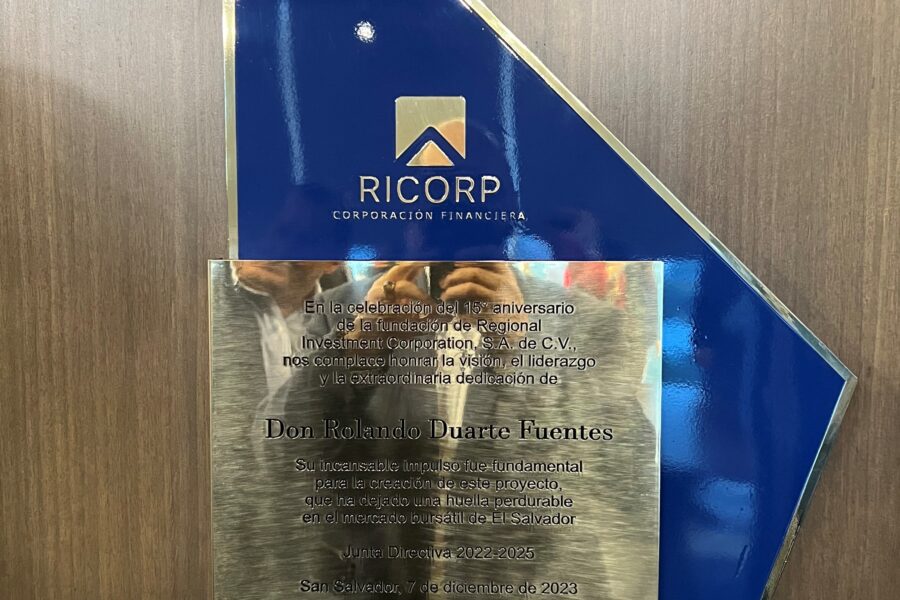 RICORP
CORPORACIÓN FINANCIERA
En la celebración del 15° aniversario
de la fundación de Regional
Investment Corporation, S.A. de C.V.,
nos complace honrar la visión, el liderazgo
y la extraordinaria dedicación de
Don Rolando Duarte Fuentes
Su incansable impulso fue fundamental
para la creación de este proyecto,
que ha dejado una huella perdurable
en el mercado bursátil de El Salvador
Junta Directiva 2022-2025
San Salvador, 7 de diciembre de 2023